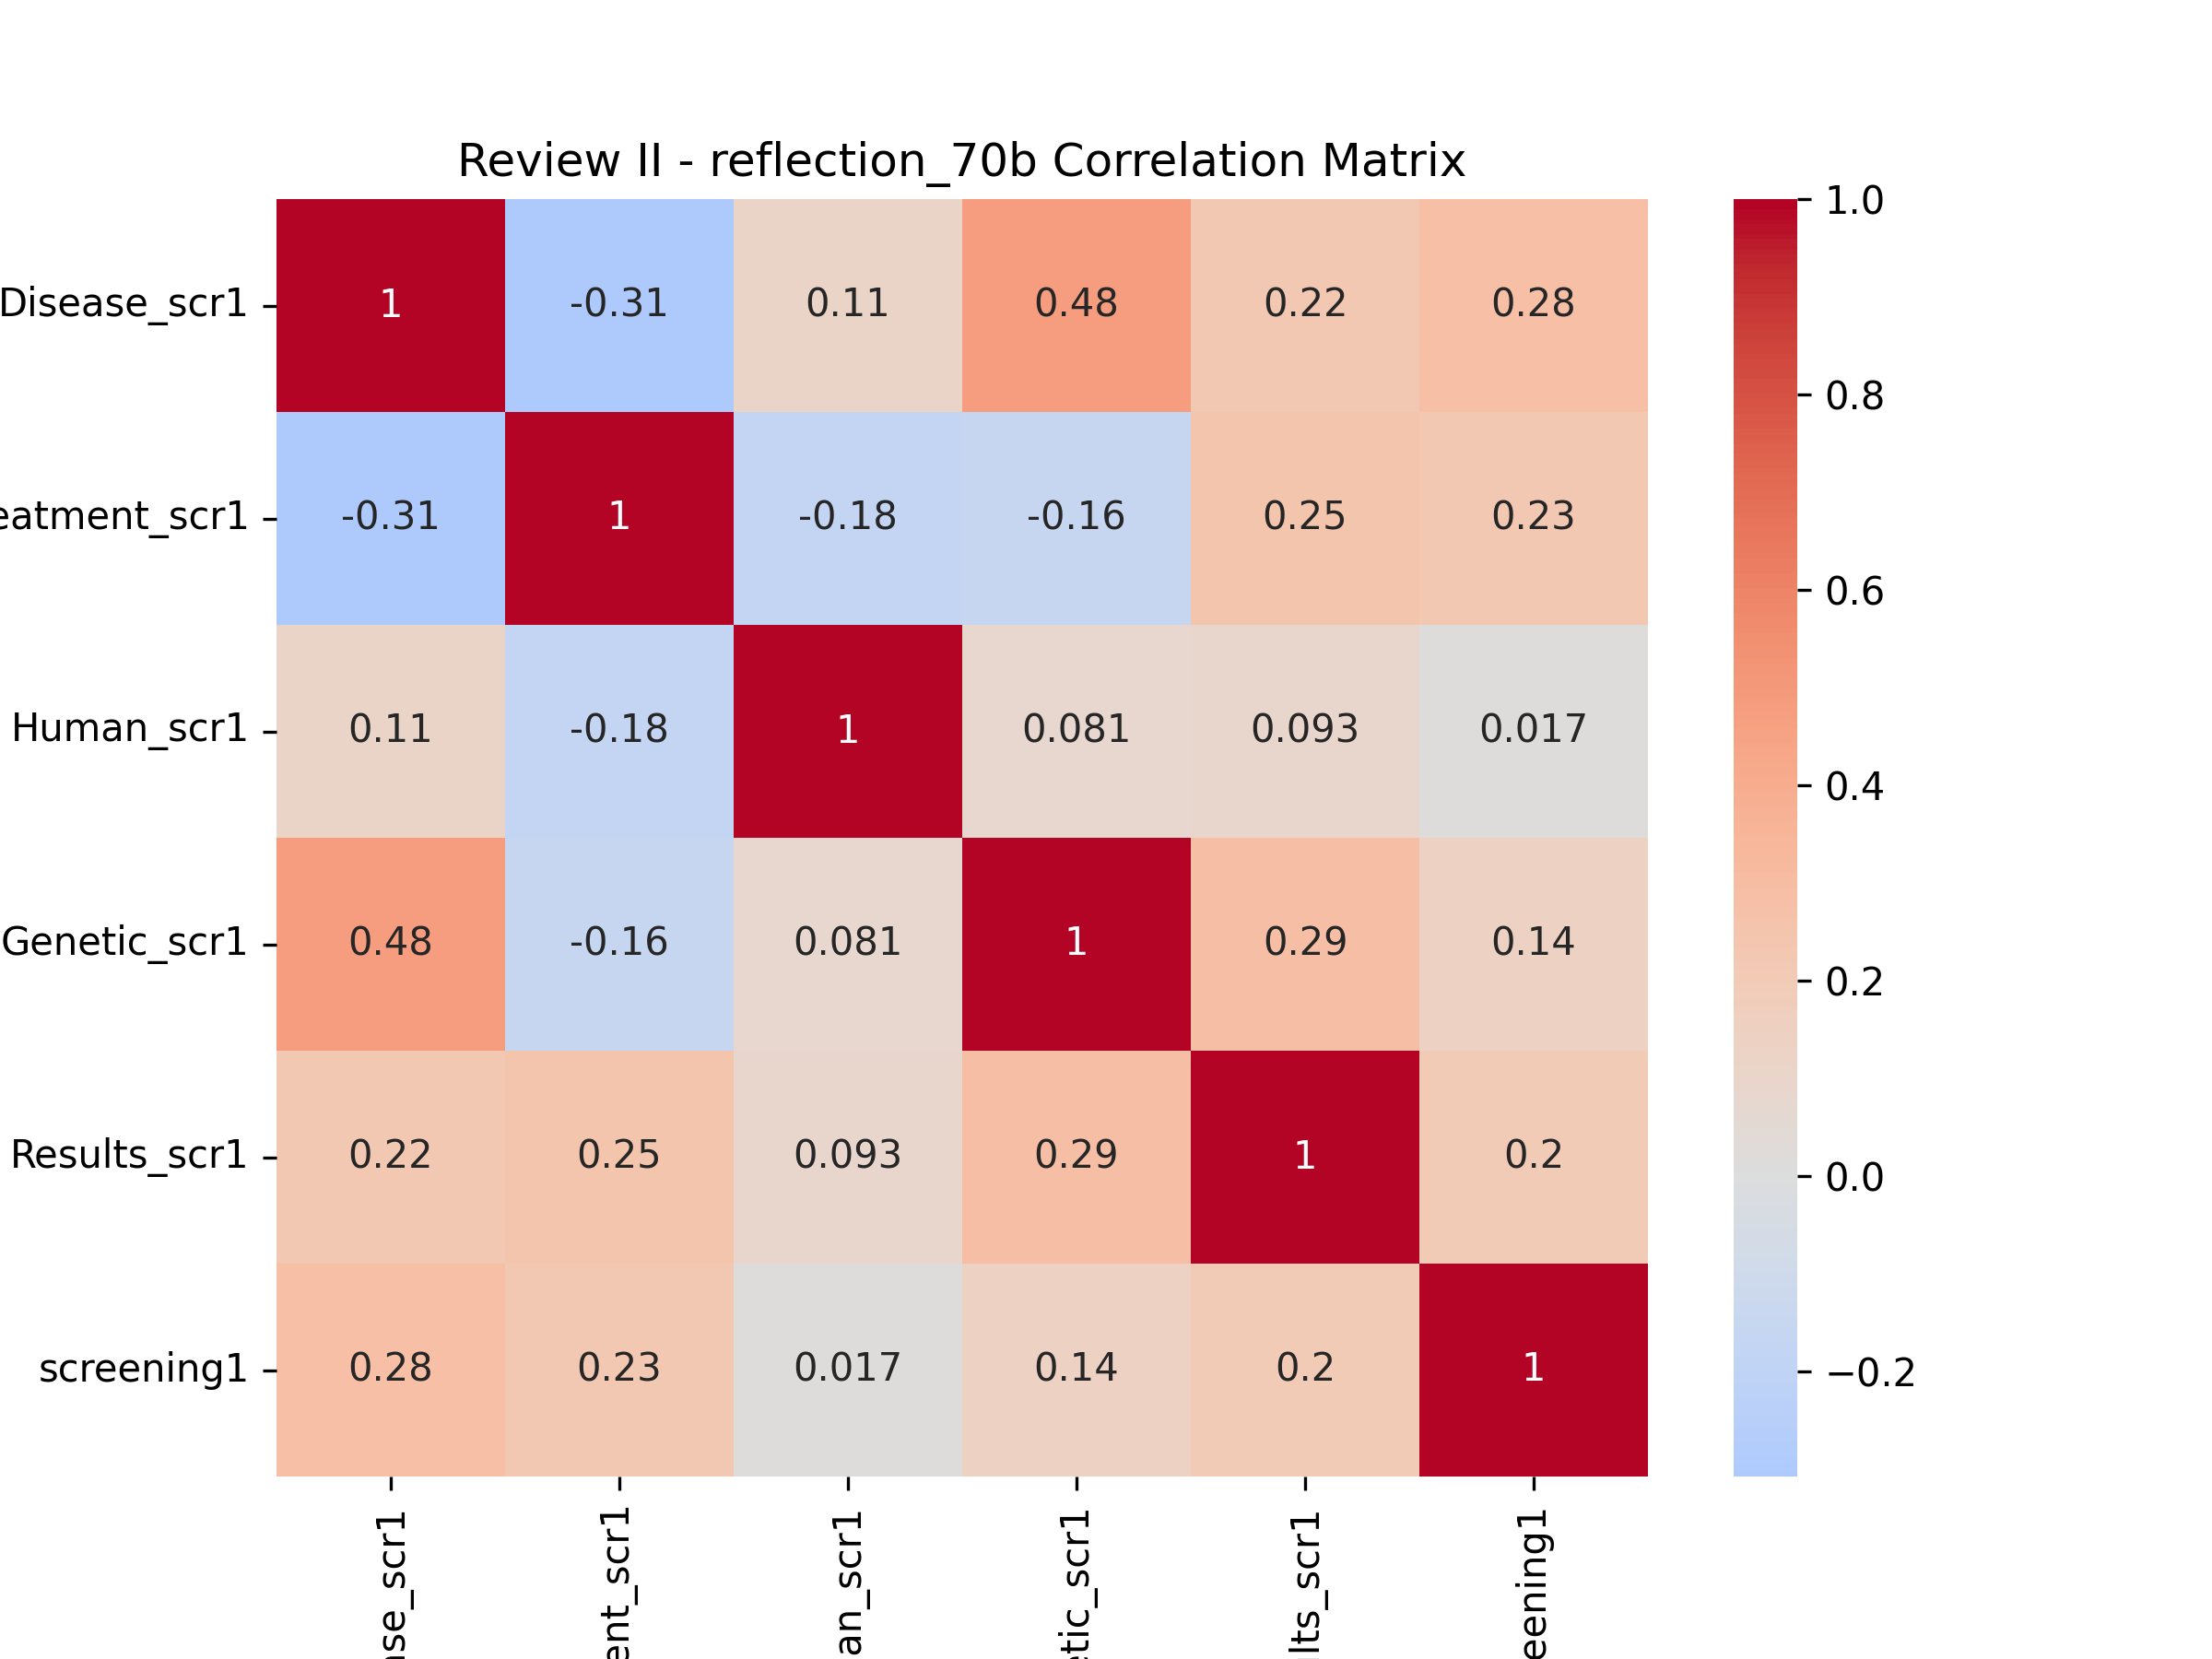 Review II - reflection_70b Correlation Matrix
1.0
Disease_scr1 1 -0.31 0.11 0.48 0.22 0.28
0.8
eatment_scr1 -0.31 1 -0.18 -0.16 0.25 0.23
0.6
Human_scr1 0.11 -0.18 1 0.081 0.093 0.017
0.4
Genetic_scr1 0.48 -0.16 0.081 1 0.29 0.14
0.2
Results_scr1 0.22 0.25 0.093 0.29 1 0.2
0.0
screening1 0.28 0.23 0.017 0.14 0.2 1
−0.2
ase_scr1
ent_scr1
an_scr1
etic_scr1
lts_scr1
eening1